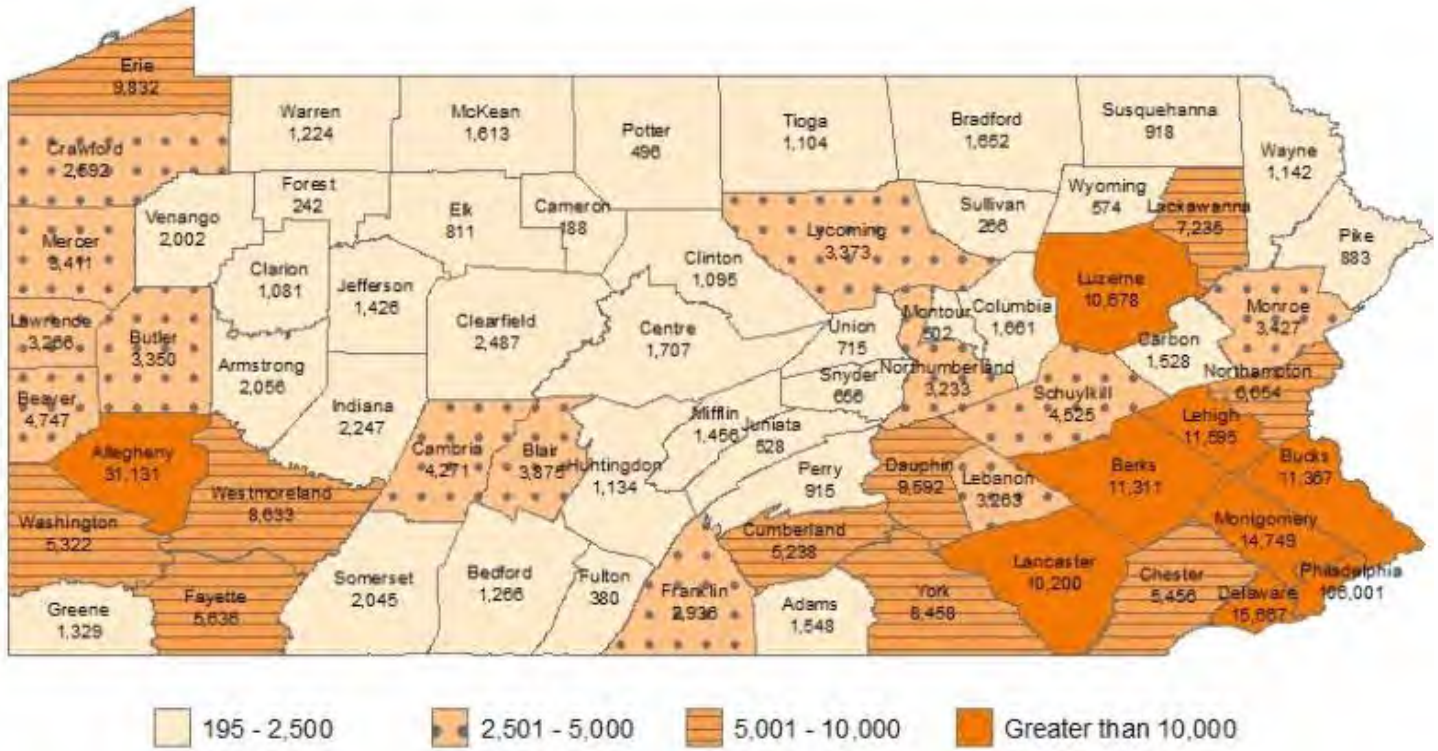 Erie
9,832
Warren
1,224
McKean
1,613
Potter
496
Tioga
1,104
Bradford
1,652
Susquehanna
918
Wayne
1,142
Crawford
Forest
242
Venango
2,002
Elk
811
Cameron
188
Lycoming
3,373
Sullivan
266
Wyoming
574
Lackawanna
7,235
Pike
883
Mercer
3,411
Clarion
1,081
Jefferson
1,426
Clinton
1,095
Luzerne
10,678
Monroe
3,427
Lawrence
3,266
Butler
3,350
Clearfield
2,487
Centre
1,707
Union
715
Montour
502
Columbia
1,661
Carbon
1,528
Armstrong
2,056
Snyder
656
Northumberland
3,233
Northampton
6,654
Beaver
4,747
Indiana
2,247
Mifflin
1,456
Juniata
528
Schuylkill
4,525
Lehigh
11,595
Allegheny
31,131
Cambria
4,271
Blair
3,875
Huntingdon
1,134
Perry
915
Dauphin
Lebanon
3,263
Berks
11,311
Bucks
11,367
Westmoreland
8,633
Washington
5,322
Cumberland
5,238
Montgomery
14,749
Somerset
2,045
Bedford
1,266
Fulton
380
Franklin
2,936
Adams
1,548
York
8,458
Lancaster
10,200
Chester
5,456
Delaware
15,667
Philadelphia
Greene
1,329
Fayette
5,636
195 - 2,500
2,501 - 5,000
5,001 - 10,000
Greater than 10,000